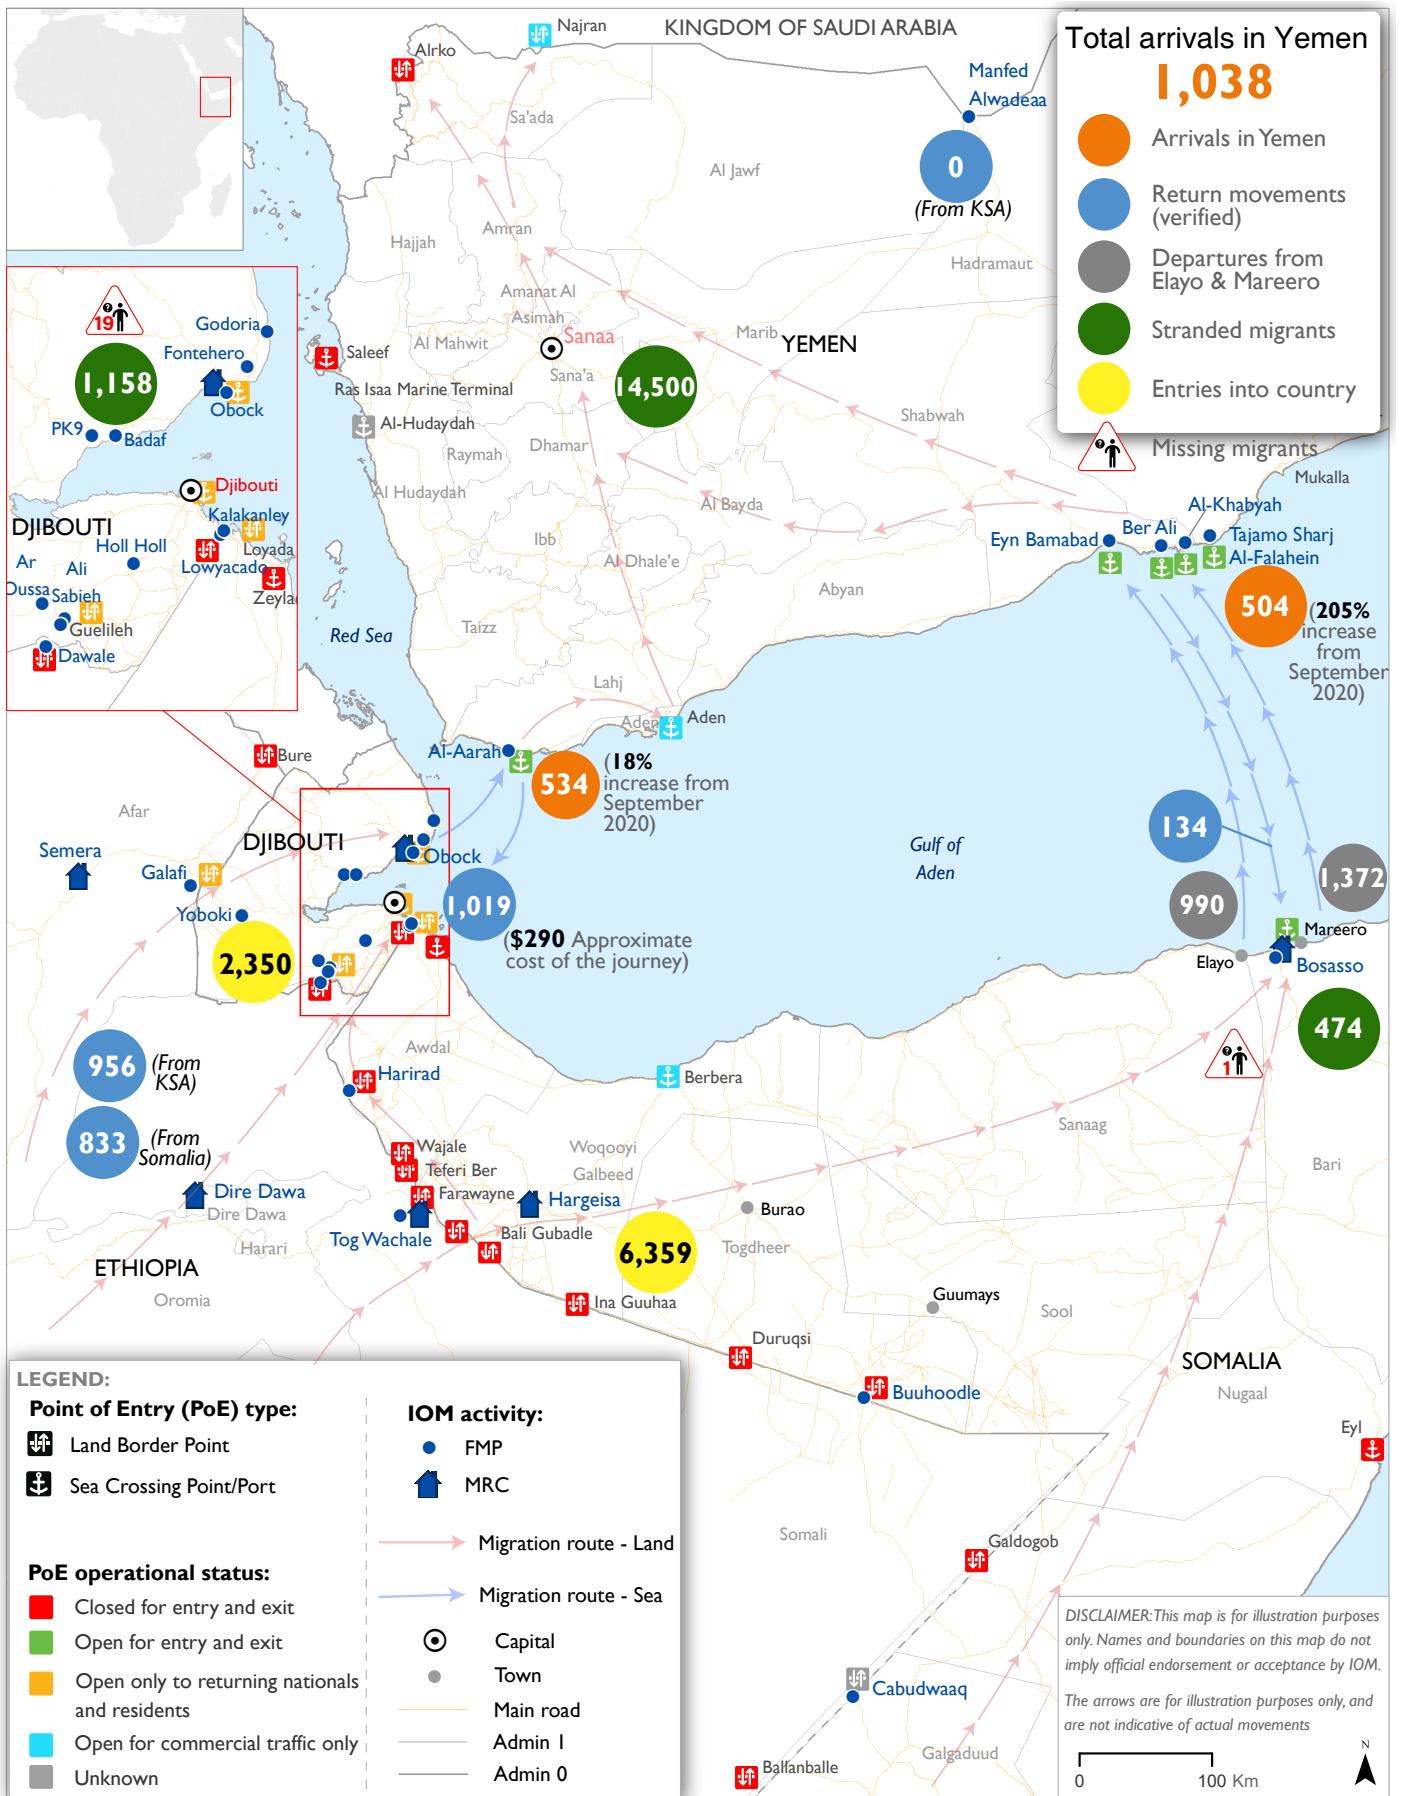 Najran
KINGDOM OF SAUDI ARABIA
Alrko
Manfed
Alwadeaa
Sa'ada
Al Jawf
0
(From KSA)
Amran
Hajjah
Hadramaut
Amanat Al
Asimah
Sanaa
Al Mahwit
Marib
YEMEN
Saleef
Sana'a
14,500
Ras Isaa Marine Terminal
Al-Hudaydah
Shabwah
Dhamar
Raymah
Al Hudaydah
Al Bayda
Ibb
Al Dhale'e
Abyan
Taizz
Red Sea
Lahj
Aden
Aden
Mukalla
Al-Khabyah
Ber Ali
Eyn Bamabad
Tajamo Sharj
Al-Falahein
504
(205%
increase
from
September
2020)
Total arrivals in Yemen
1,038
Arrivals in Yemen
Return movements
(verified)
Departures from
Elayo & Mareero
Stranded migrants
Entries into country
Missing migrants
19
Godoria
Fontehero
1,158
Obock
PK9
Badaf
Djibouti
Kalakanley
DJIBOUTI
Holl Holl
Loyada
Ar
Ali
Lowyacado
Oussa
Sabieh
Guelileh
Dawale
Bure
Al-Aarah
534
(18%
increase from
September
2020)
Afar
DJIBOUTI
Semera
Obock
Galafi
Yoboki
1,019
($290 Approximate
cost of the journey)
2,350
Gulf of
Aden
134
1,372
990
Mareero
Elayo
Bosasso
474
1
956
(From
KSA)
833
(From
Somalia)
Awdal
Harirad
Berbera
Sanaag
Bari
Wajale
Teferi Ber
Farawayne
Woqooyi
Galbeed
Hargeisa
Dire Dawa
Dire Dawa
Harari
Tog Wachale
Bali Gubadle
Burao
Togdheer
6,359
ETHIOPIA
Oromia
Ina Guuhaa
Guumays
Sool
Duruqsi
SOMALIA
Nugaal
Buuhoodle
Eyl
Somali
Galdogob
Cabudwaaq
Galgaduud
Ballanballe
LEGEND:
Point of Entry (PoE) type:
Land Border Point
Sea Crossing Point/Port
PoE operational status:
Closed for entry and exit
Open for entry and exit
Open only to returning nationals
and residents
Open for commercial traffic only
Unknown
IOM activity:
FMP
MRC
Migration route - Land
Migration route - Sea
Capital
Town
Main road
Admin 1
Admin 0
DISCLAIMER: This map is for illustration purposes
only. Names and boundaries on this map do not
imply official endorsement or acceptance by IOM.
The arrows are for illustration purposes only, and
are not indicative of actual movements
N
0
100 Km